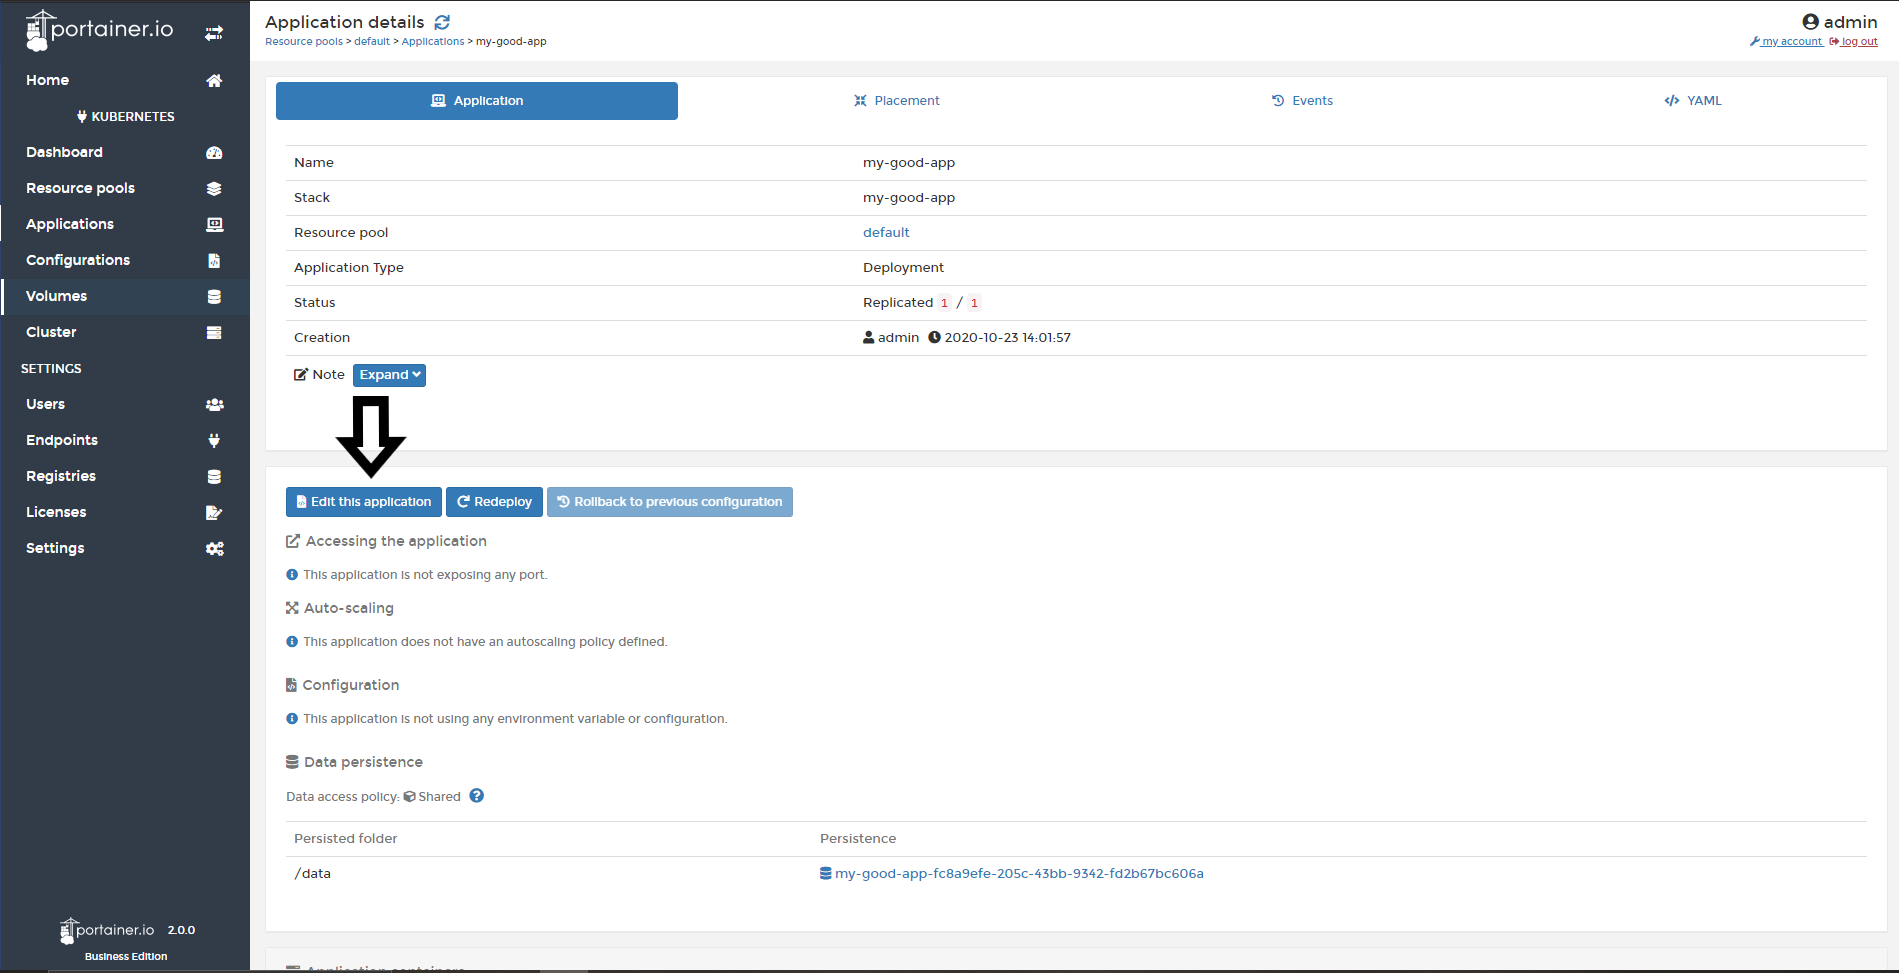 portainer.io
Home
KUBERNETES
Dashboard
Resource pools
Applications
Configurations
Volumes
Cluster
SETTINGS
Users
Endpoints
Registries
Licenses
Settings
portainer.io 2.0.0
Business Edition
Application details
Resource pools > default > Applications > my-good-app
admin
my account log out
Application Placement Events YAML
Name my-good-app
Stack my-good-app
Resource pool default
Application Type Deployment
Status Replicated 1 / 1
Creation admin 2020-10-23 14:01:57
Note Expand
Edit this application Redeploy Rollback to previous configuration
Accessing the application
This application is not exposing any port.
Auto-scaling
This application does not have an autoscaling policy defined.
Configuration
This application is not using any environment variable or configuration.
Data persistence
Data access policy: Shared
Persisted folder Persistence
/data my-good-app-fc8a9efe-205c-43bb-9342-fd2b67bc606a
Application containers